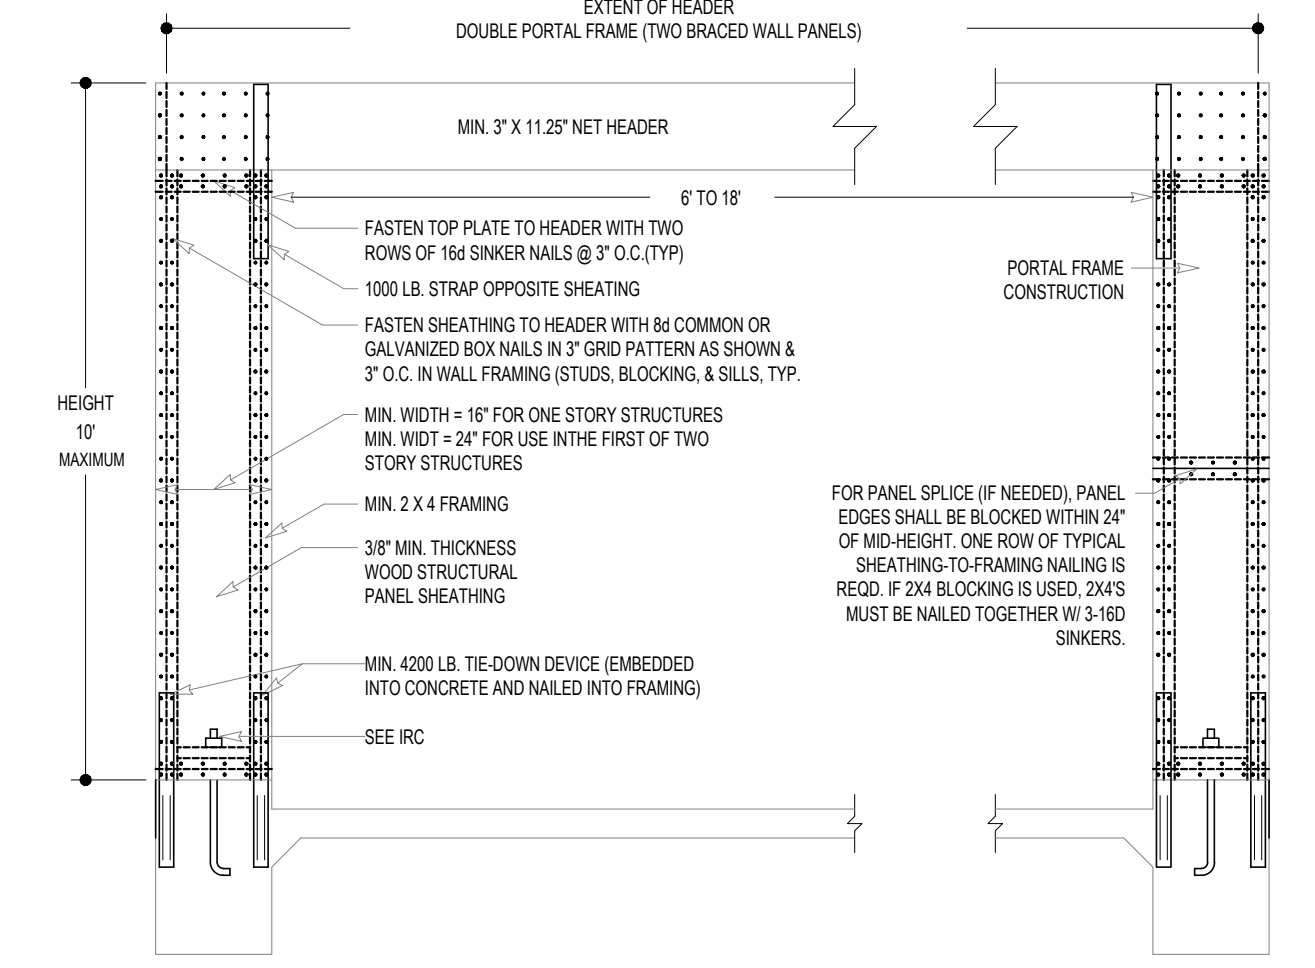 EXTENT OF HEADER
DOUBLE PORTAL FRAME (TWO BRACED WALL PANELS)
MIN. 3" X 11.25" NET HEADER
6' TO 18'
FASTEN TOP PLATE TO HEADER WITH TWO
ROWS OF 16d SINKER NAILS @ 3" O.C.(TYP)
1000 LB. STRAP OPPOSITE SHEATING
FASTEN SHEATHING TO HEADER WITH 8d COMMON OR
GALVANIZED BOX NAILS IN 3" GRID PATTERN AS SHOWN &
3" O.C. IN WALL FRAMING (STUDS, BLOCKING, & SILLS, TYP.
PORTAL FRAME
CONSTRUCTION
HEIGHT
10'
MAXIMUM
MIN. WIDTH = 16" FOR ONE STORY STRUCTURES
MIN. WIDT = 24" FOR USE INTHE FIRST OF TWO
STORY STRUCTURES
MIN. 2 X 4 FRAMING
3/8" MIN. THICKNESS
WOOD STRUCTURAL
PANEL SHEATHING
FOR PANEL SPLICE (IF NEEDED), PANEL
EDGES SHALL BE BLOCKED WITHIN 24"
OF MID-HEIGHT. ONE ROW OF TYPICAL
SHEATHING-TO-FRAMING NAILING IS
REQD. IF 2X4 BLOCKING IS USED, 2X4'S
MUST BE NAILED TOGETHER W/ 3-16D
SINKERS.
MIN. 4200 LB. TIE-DOWN DEVICE (EMBEDDED
INTO CONCRETE AND NAILED INTO FRAMING)
SEE IRC